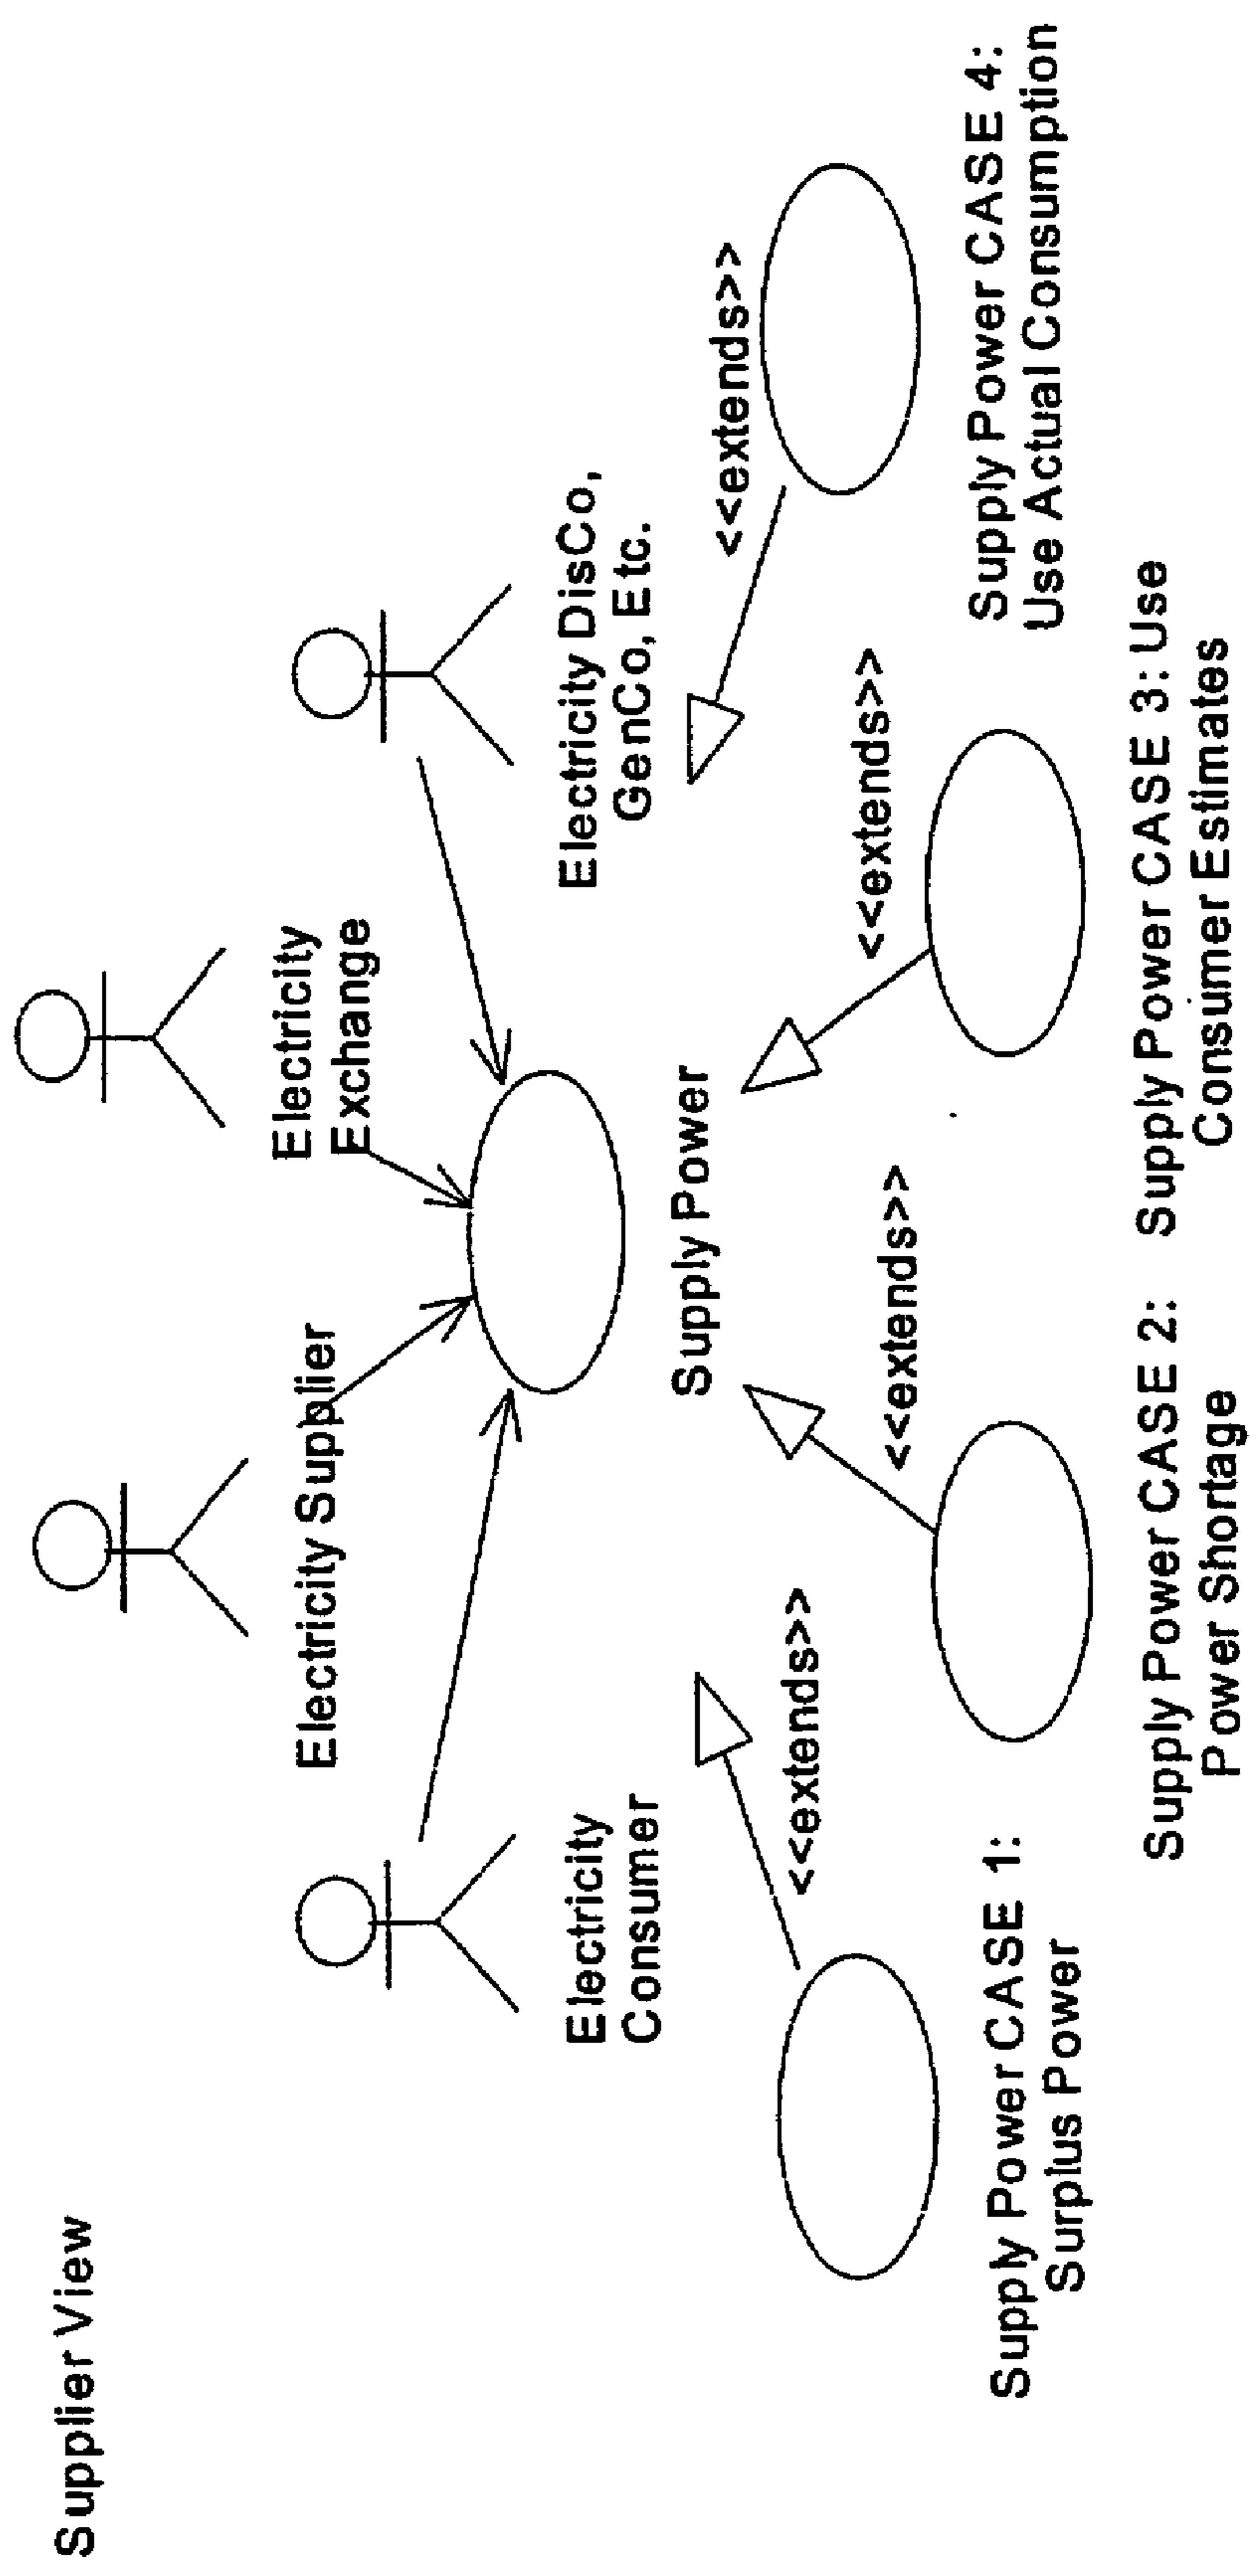 Supplier View
Electricity Supplier
Electricity
Exchange
Electricity
Consumer
Electricity DisCo,
GenCo, Etc.
Supply Power
<<extends>>
<<extends>>
<<extends>>
<<extends>>
Supply Power CASE 1:
Surplus Power
Supply Power CASE 2:
Power Shortage
Supply Power CASE 3: Use
Consumer Estimates
Supply Power CASE 4:
Use Actual Consumption